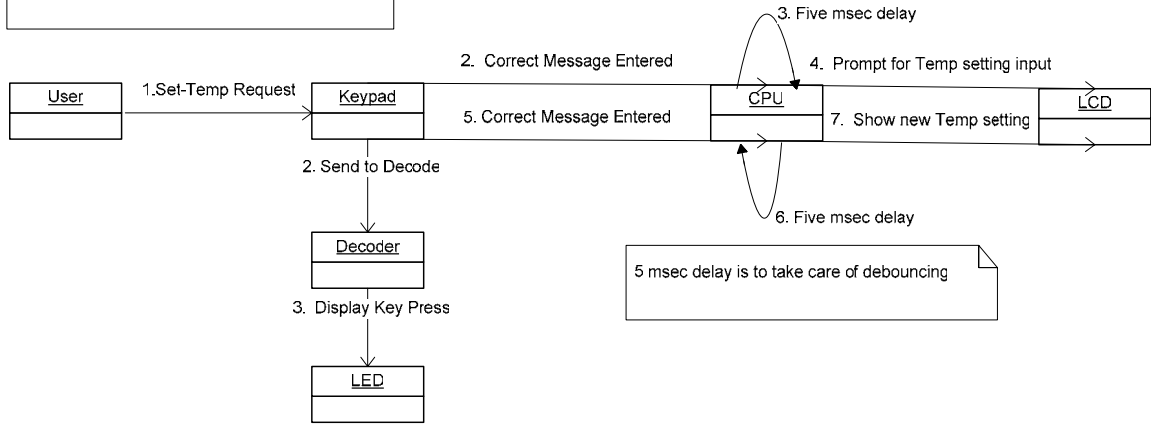 3. Five msec delay
2. Correct Message Entered
4. Prompt for Temp setting input
User
1.Set-Temp Request
Keypad
CPU
LCD
5. Correct Message Entered
7. Show new Temp setting
2. Send to Decode
6. Five msec delay
Decoder
5 msec delay is to take care of debouncing
3. Display Key Press
LED